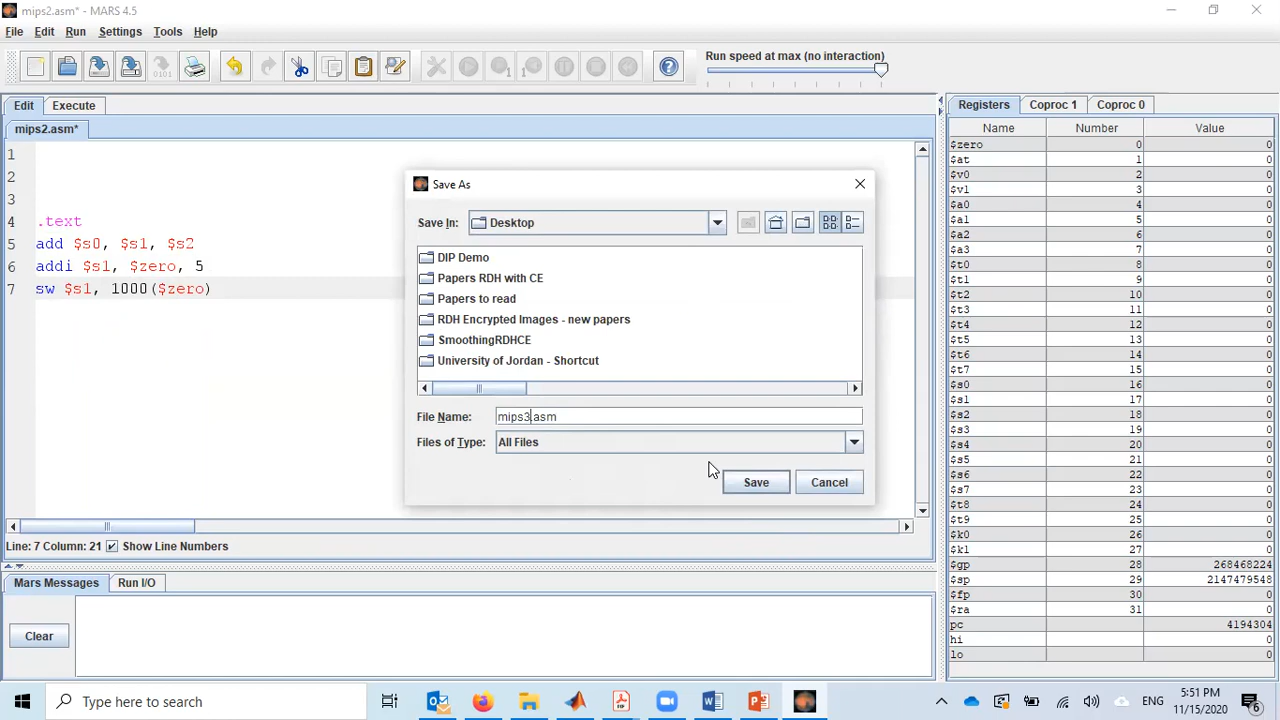 mips2.asm* - MARS 4.5
File Edit Run Settings Tools Help
Run speed at max (no interaction)
Edit Execute
mips2.asm*
1
2
3
4 .text
5 add $s0, $s1, $s2
6 addi $s1, $zero, 5
7 sw $s1, 1000($zero)
Line: 7 Column: 21 Show Line Numbers
Save As
Save In: Desktop
DIP Demo
Papers RDH with CE
Papers to read
RDH Encrypted Images - new papers
SmoothingRDHCE
University of Jordan - Shortcut
File Name: mips3.asm
Files of Type: All Files
Save Cancel
Mars Messages Run I/O
Clear
Registers Coproc 1 Coproc 0
Name Number Value
$zero 0 0
$at 1 0
$v0 2 0
$v1 3 0
$a0 4 0
$a1 5 0
$a2 6 0
$a3 7 0
$t0 8 0
$t1 9 0
$t2 10 0
$t3 11 0
$t4 12 0
$t5 13 0
$t6 14 0
$t7 15 0
$s0 16 0
$s1 17 0
$s2 18 0
$s3 19 0
$s4 20 0
$s5 21 0
$s6 22 0
$s7 23 0
$t8 24 0
$t9 25 0
$k0 26 0
$k1 27 0
$gp 28 268468224
$sp 29 2147479548
$fp 30 0
$ra 31 0
pc 4194304
hi 0
lo 0
Type here to search
ENG
5:51 PM
11/15/2020
6